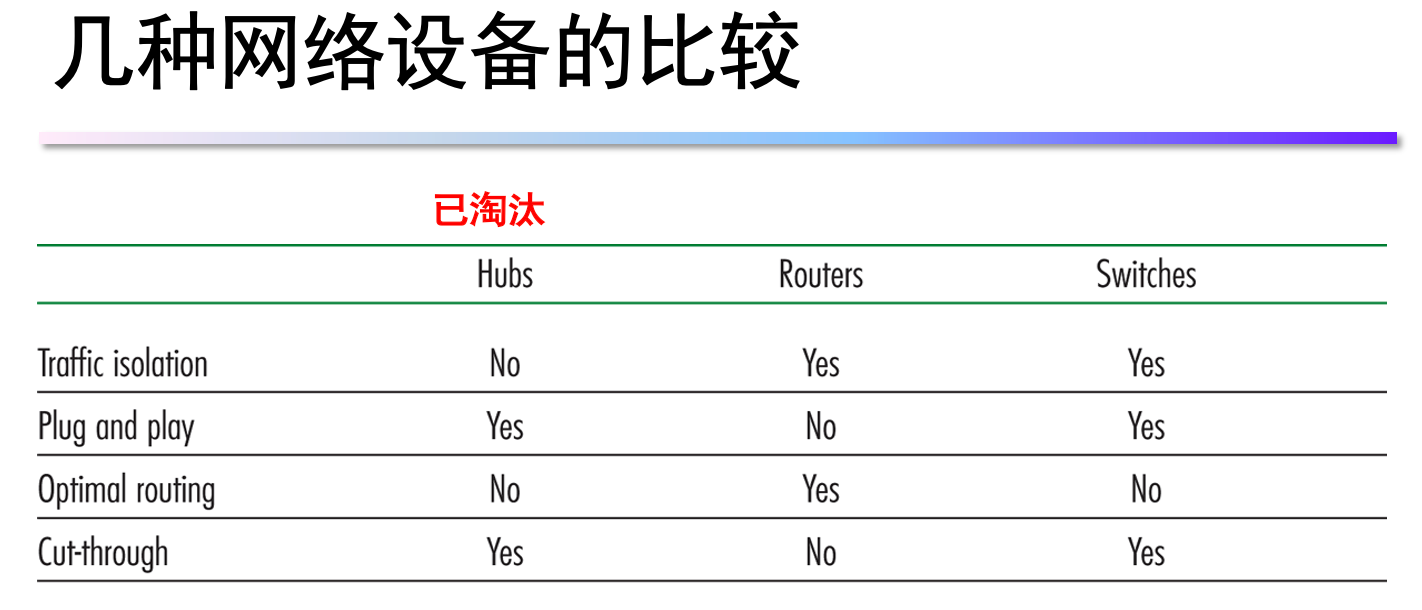 几种网络设备的比较
已淘汰
Hubs Routers Switches
Traffic isolation No Yes Yes
Plug and play Yes No Yes
Optimal routing No Yes No
Cut-through Yes No Yes